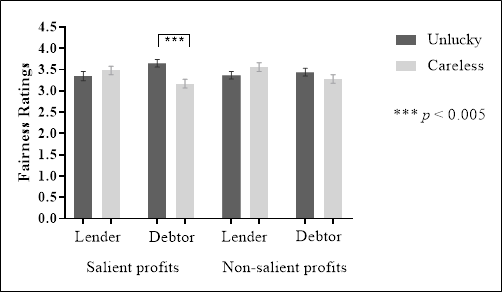 Fairness Ratings
4.5
4.0
3.5
3.0
2.5
2.0
1.5
1.0
0.5
0.0
***
Unlucky
Careless
*** p < 0.005
Lender Debtor Lender Debtor
Salient profits Non-salient profits